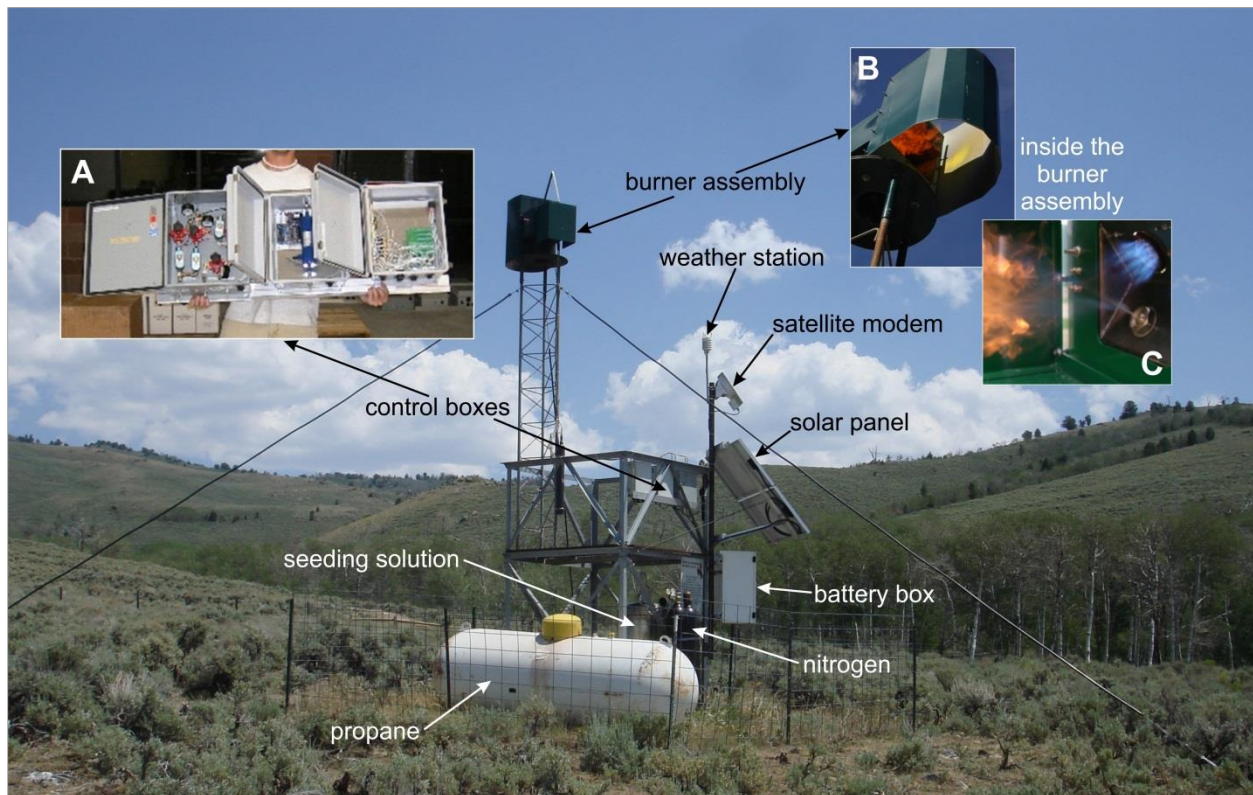 A
B
inside the
burner
assembly
burner assembly
weather station
satellite modem
C
control boxes
solar panel
seeding solution
battery box
nitrogen
propane